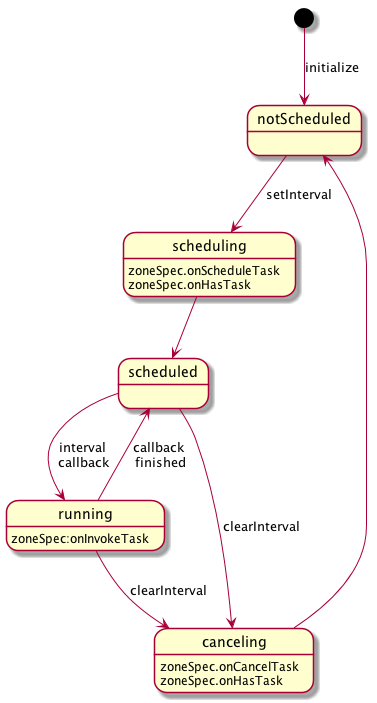 initialize
notScheduled
setInterval
scheduling
zoneSpec.onScheduleTask
zoneSpec.onHasTask
scheduled
interval
callback
callback
finished
clearInterval
running
zoneSpec:onInvokeTask
clearInterval
canceling
zoneSpec.onCancelTask
zoneSpec.onHasTask